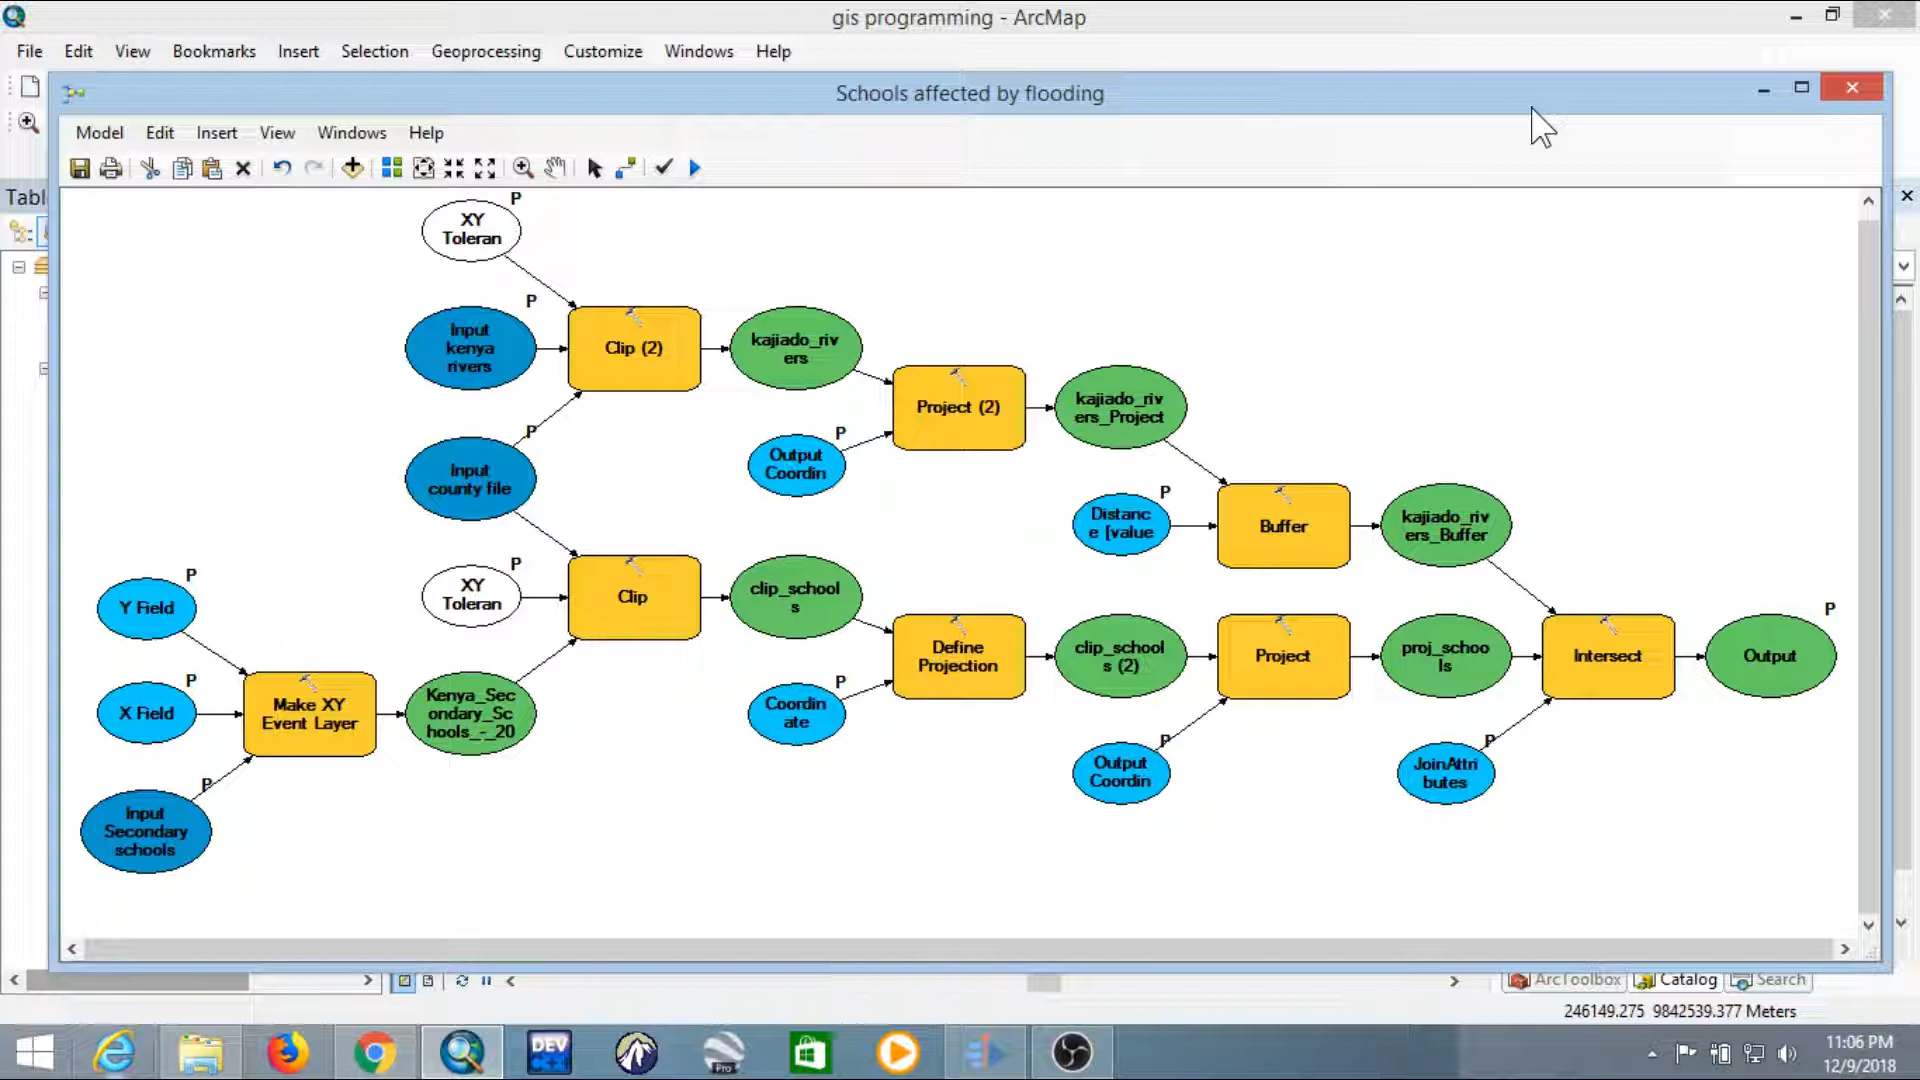 gis programming - ArcMap
File Edit View Bookmarks Insert Selection Geoprocessing Customize Windows Help
Schools affected by flooding
Model Edit Insert View Windows Help
Tabl
P
XY
Toleran
P
Input
kenya
rivers
Clip (2)
kajiado_riv
ers
Project (2)
kajiado_riv
ers_Project
P
Output
Coordin
P
Input
county file
P
Distanc
e [value
Buffer
kajiado_riv
ers_Buffer
P
XY
Toleran
Clip
clip_school
s
P
Y Field
Define
Projection
clip_school
s (2)
Project
proj_schoo
ls
Intersect
P
Output
P
X Field
Make XY
Event Layer
Kenya_Sec
ondary_Sc
hools_-_20
P
Coordin
ate
P
Output
Coordin
P
JoinAttri
butes
P
Input
Secondary
schools
ArcToolbox Catalog Search
246149.275 9842539.377 Meters
DEV
C++
Pro
11:06 PM
12/9/2018